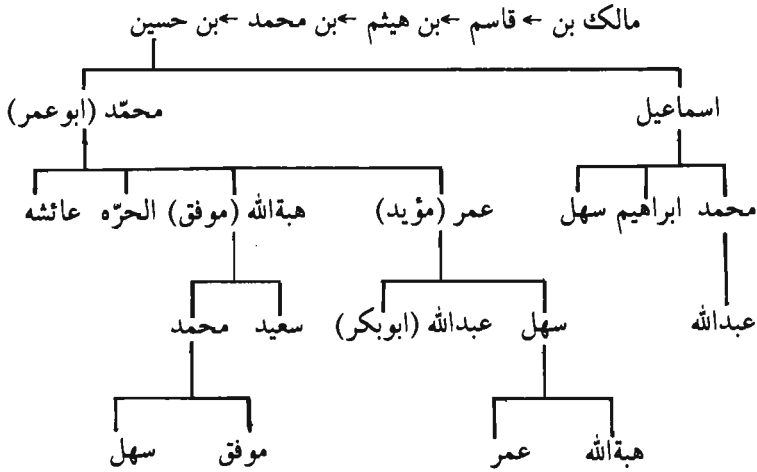 مالک بن ← قاسم ←بن هیثم ←بن محمد ←بن حسین
اسماعیل محمّد (ابوعمر)
محمد ابراهیم سهل عمر (مؤید) هبةالله (موفق) الحرّه عائشه
عبدالله سهل عبدالله (ابوبکر) سعید محمد
هبةالله عمر موفق سهل